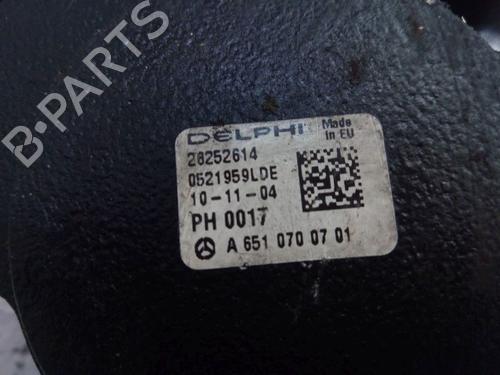 B-PARTS
DELPHI Made in EU
28252614
0521959LDE
10-11-04
PH 0017
A 651 070 07 01